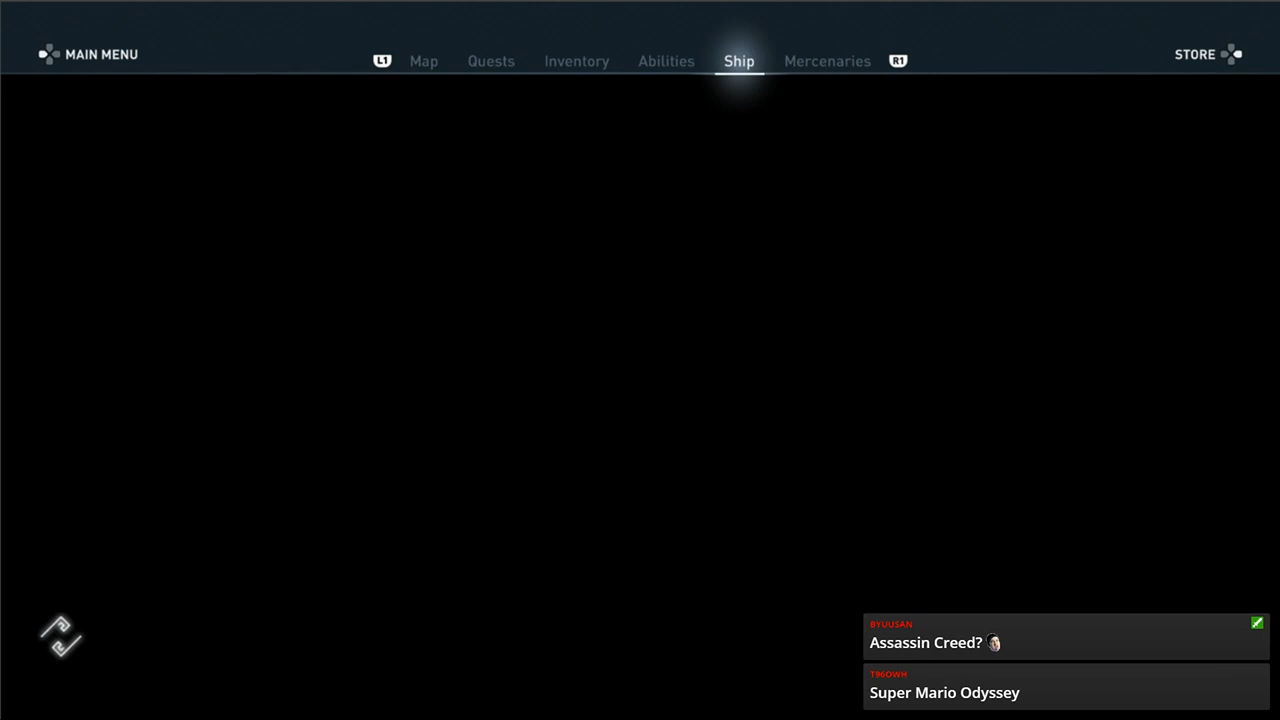 MAIN MENU
L1 Map Quests Inventory Abilities Ship Mercenaries R1
STORE
BYUUSAN
Assassin Creed?
T96OWH
Super Mario Odyssey